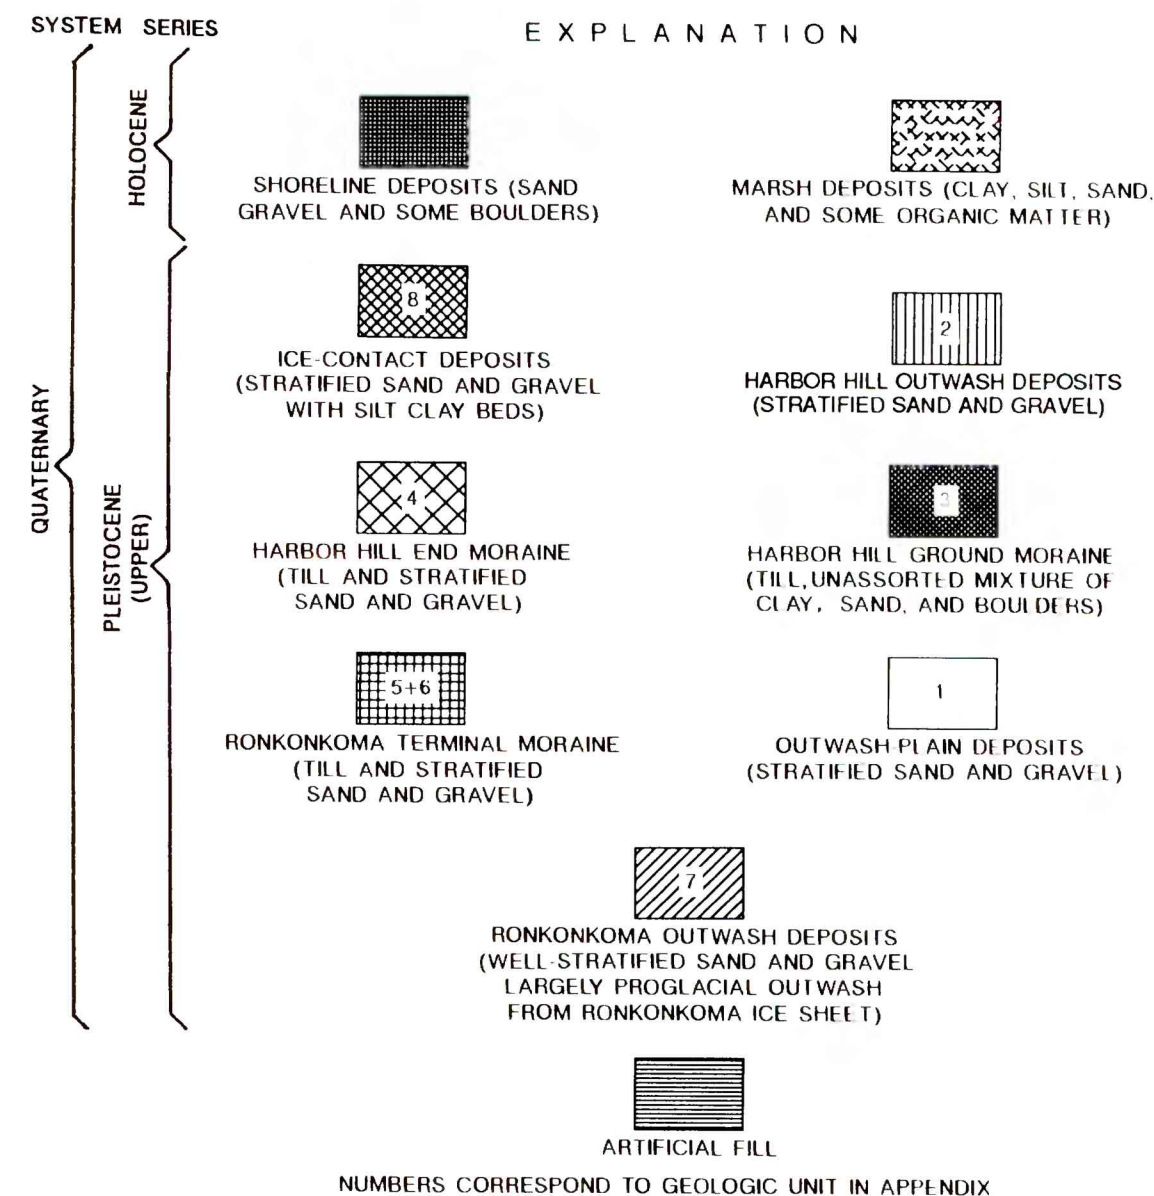 SYSTEM SERIES
EXPLANATION
QUATERNARY
HOLOCENE
PLEISTOCENE
(UPPER)
SHORELINE DEPOSITS (SAND
GRAVEL AND SOME BOULDERS)
MARSH DEPOSITS (CLAY, SILT, SAND,
AND SOME ORGANIC MATTER)
8
ICE-CONTACT DEPOSITS
(STRATIFIED SAND AND GRAVEL
WITH SILT CLAY BEDS)
2
HARBOR HILL OUTWASH DEPOSITS
(STRATIFIED SAND AND GRAVEL)
4
HARBOR HILL END MORAINE
(TILL AND STRATIFIED
SAND AND GRAVEL)
3
HARBOR HILL GROUND MORAINE
(TILL, UNASSORTED MIXTURE OF
CLAY, SAND, AND BOULDERS)
5+6
RONKONKOMA TERMINAL MORAINE
(TILL AND STRATIFIED
SAND AND GRAVEL)
1
OUTWASH-PLAIN DEPOSITS
(STRATIFIED SAND AND GRAVEL)
7
RONKONKOMA OUTWASH DEPOSITS
(WELL-STRATIFIED SAND AND GRAVEL
LARGELY PROGLACIAL OUTWASH
FROM RONKONKOMA ICE SHEET)
ARTIFICIAL FILL
NUMBERS CORRESPOND TO GEOLOGIC UNIT IN APPENDIX